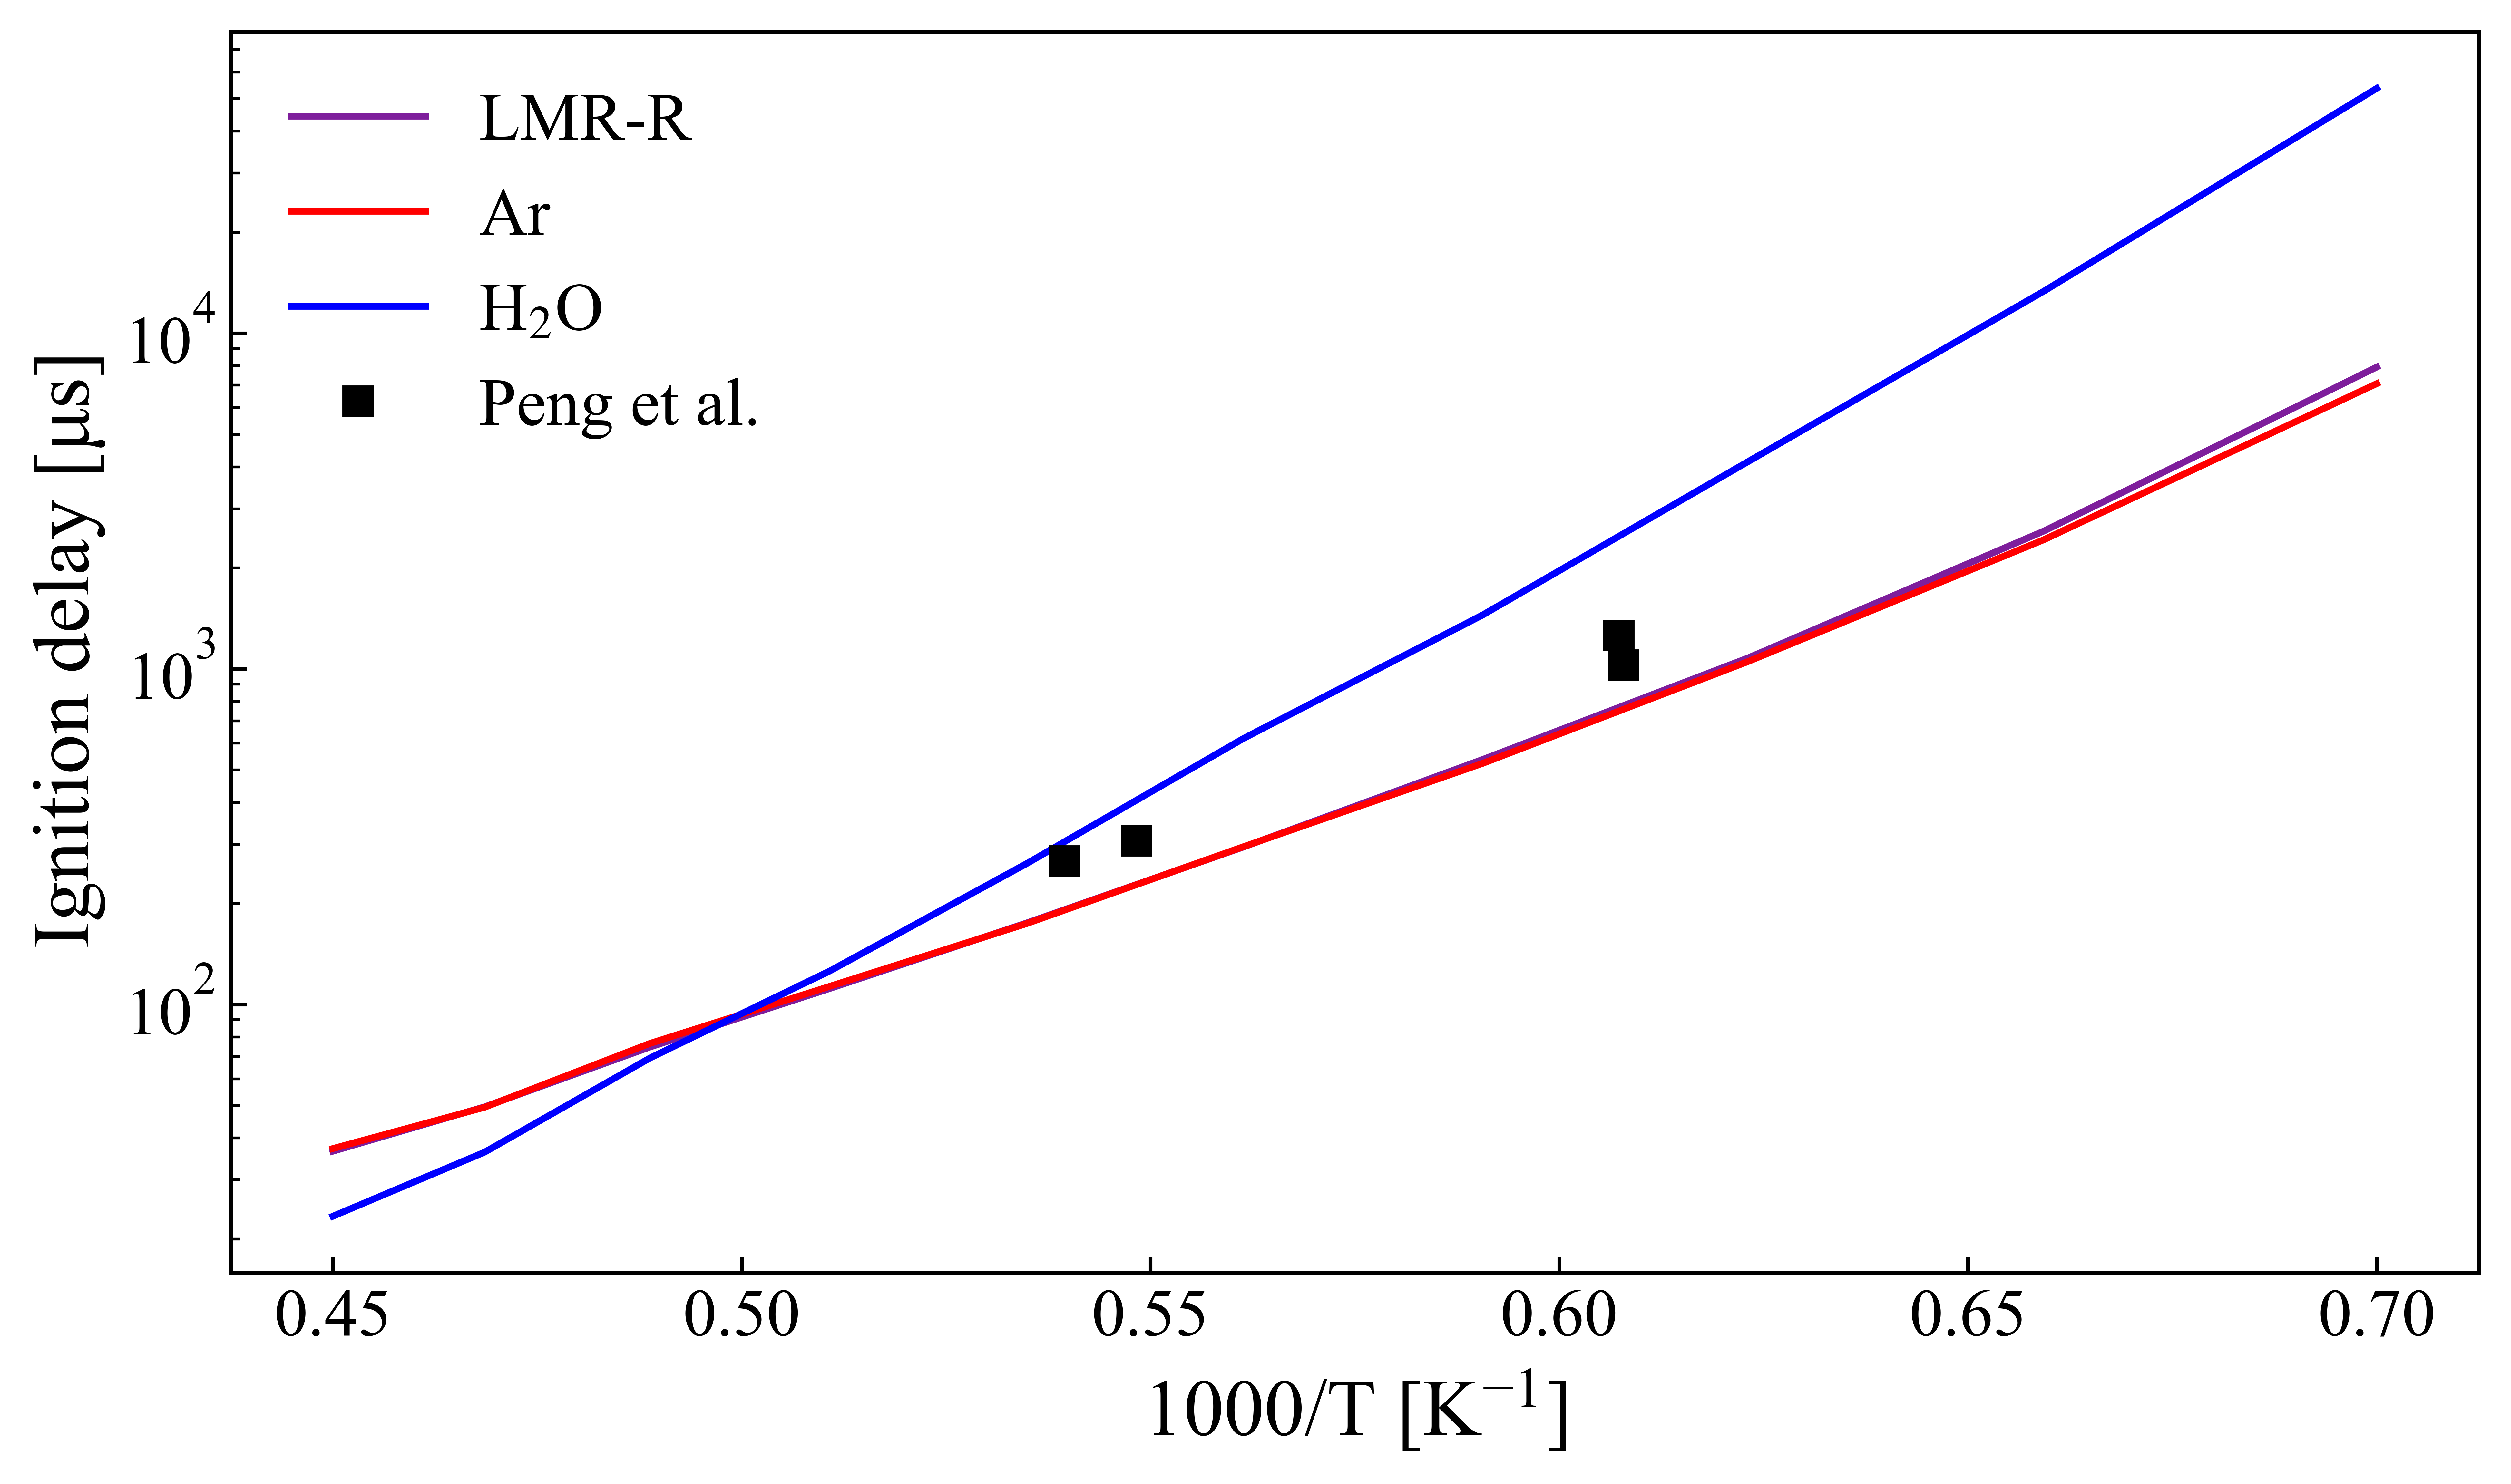 LMR-R
Ar
H₂O
Peng et al.
Ignition delay [μs]
10⁴
10³
10²
0.45 0.50 0.55 0.60 0.65 0.70
1000/T [K⁻¹]